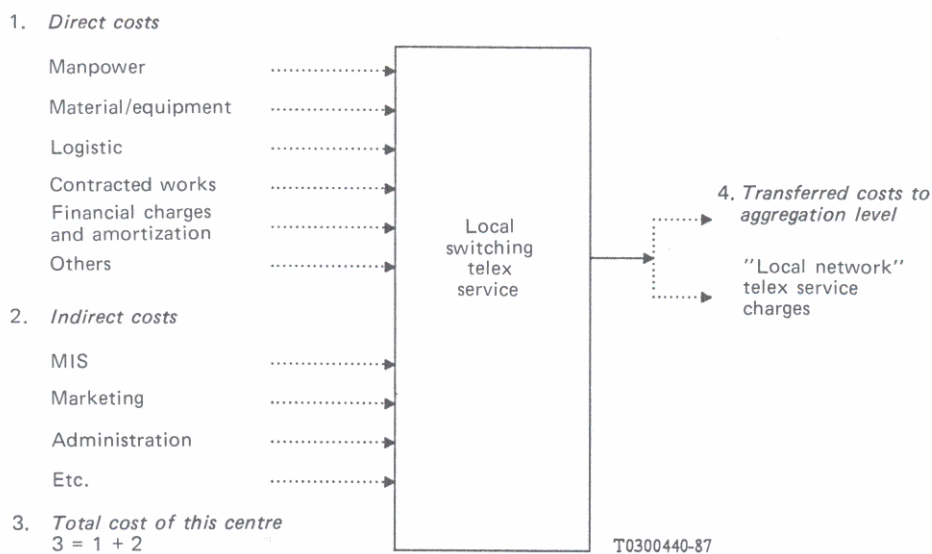 1. Direct costs
Manpower
Material/equipment
Logistic
Contracted works
Financial charges
and amortization
Others
2. Indirect costs
MIS
Marketing
Administration
Etc.
3. Total cost of this centre
3 = 1 + 2
Local
switching
telex
service
4. Transferred costs to
aggregation level
"Local network"
telex service
charges
T0300440-87